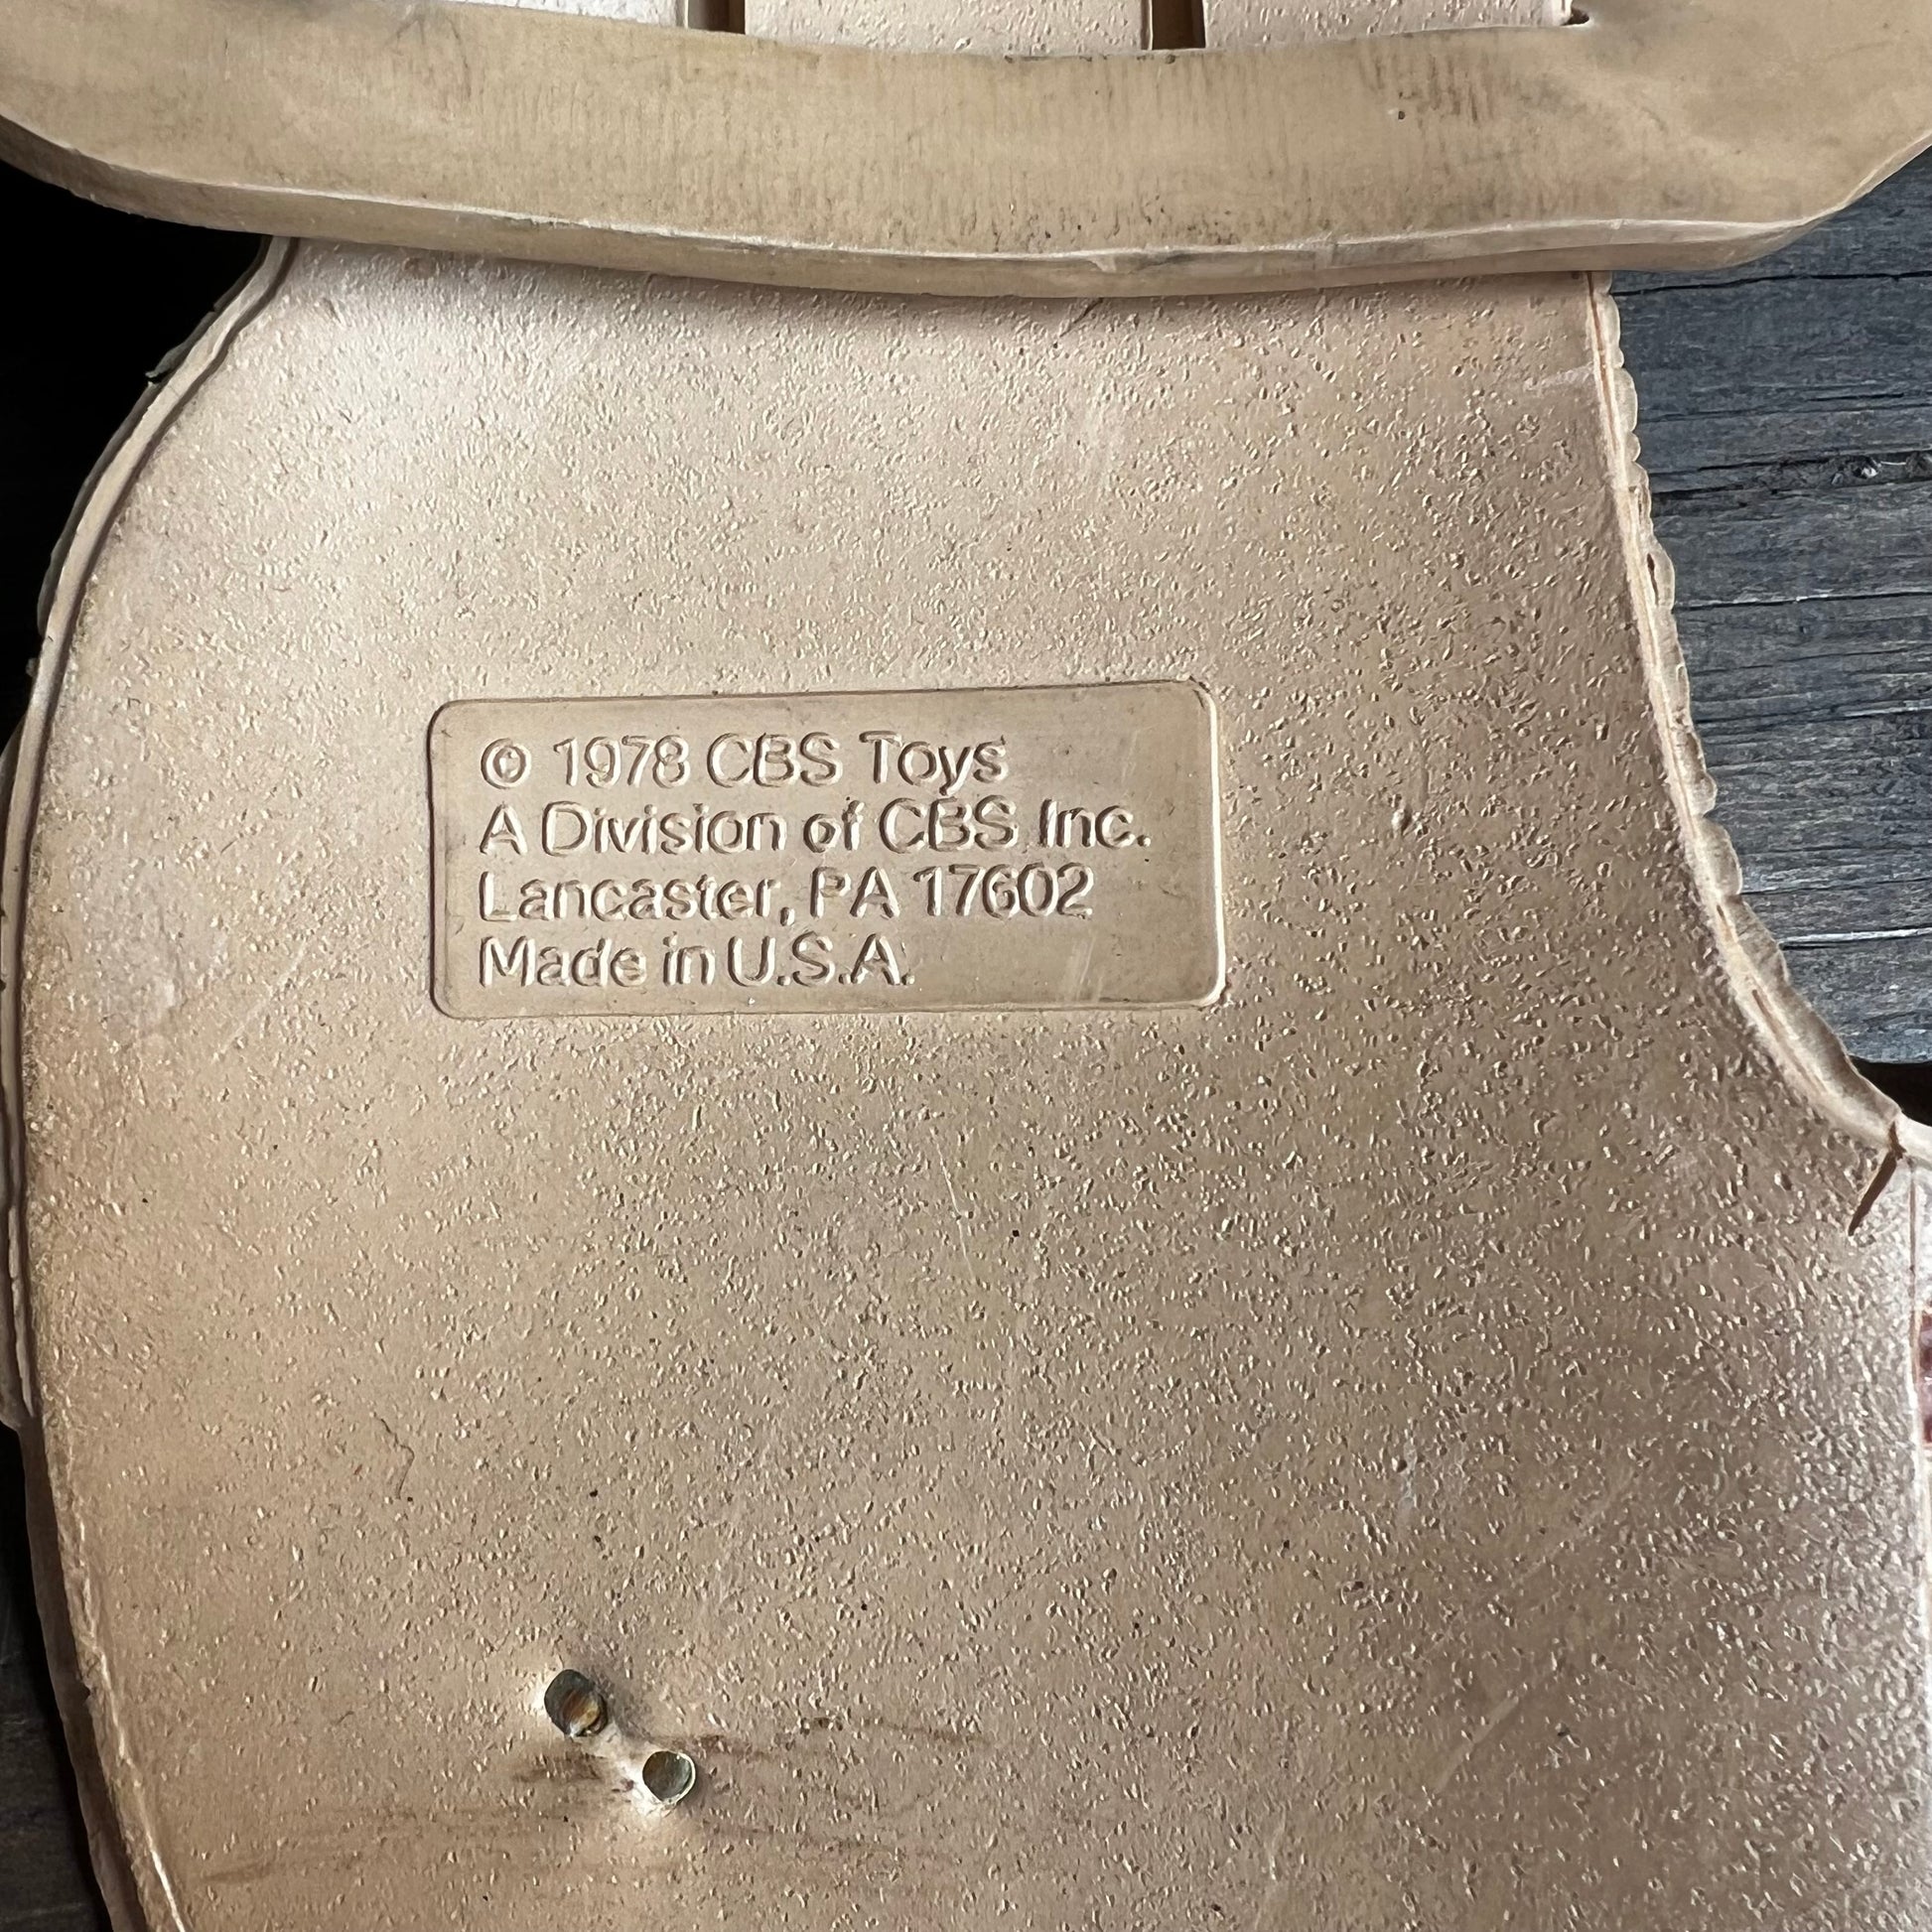 © 1978 CBS Toys
A Division of CBS Inc.
Lancaster, PA 17602
Made in U.S.A.